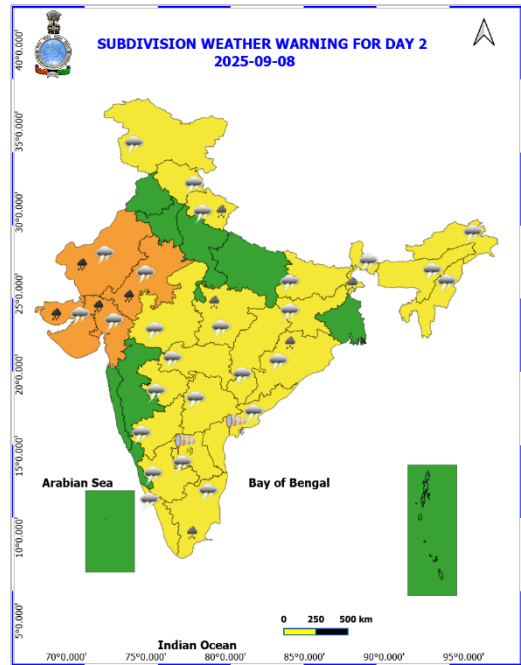 SUBDIVISION WEATHER WARNING FOR DAY 2
2025-09-08
40°0.000'
35°0.000'
30°0.000'
25°0.000'
20°0.000'
15°0.000'
10°0.000'
5°0.000'
Arabian Sea
Bay of Bengal
0 250 500 km
Indian Ocean
70°0.000' 75°0.000' 80°0.000' 85°0.000' 90°0.000' 95°0.000'